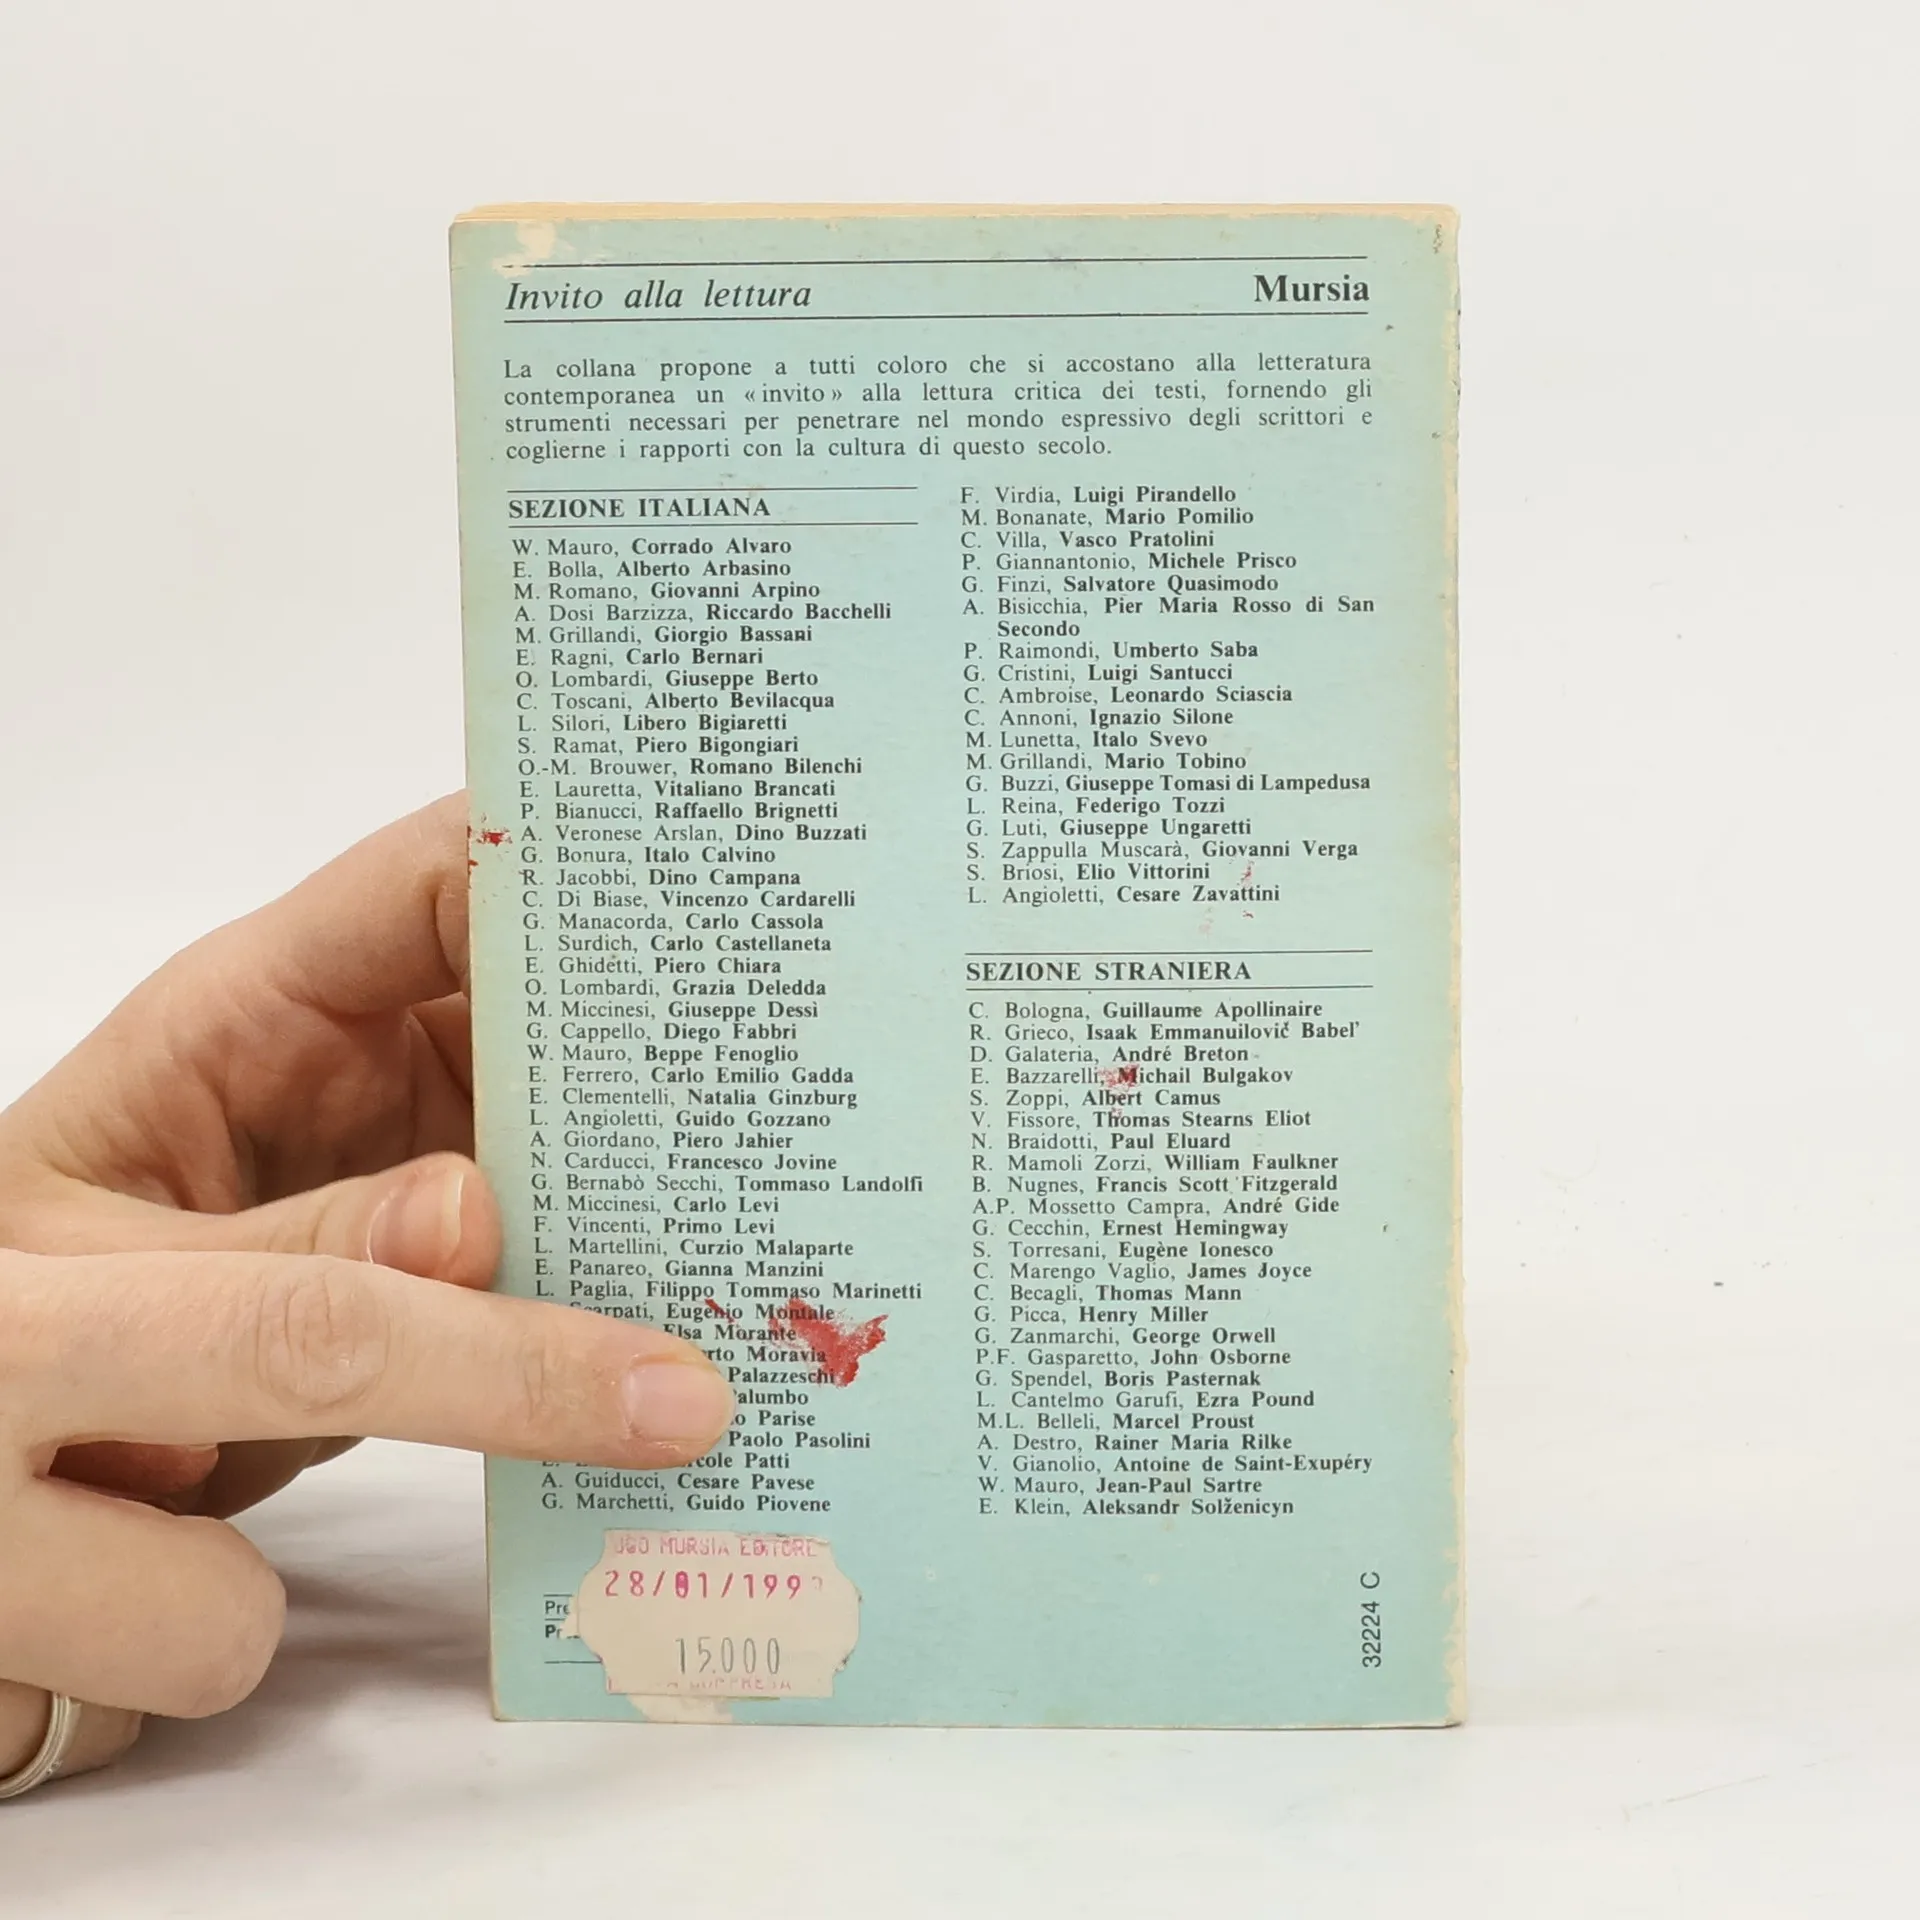 Invito alla lettura
Mursia
La collana propone a tutti coloro che si accostano alla letteratura
contemporanea un «invito» alla lettura critica dei testi, fornendo gli
strumenti necessari per penetrare nel mondo espressivo degli scrittori e
coglierne i rapporti con la cultura di questo secolo.
SEZIONE ITALIANA
W. Mauro, Corrado Alvaro
E. Bolla, Alberto Arbasino
M. Romano, Giovanni Arpino
A. Dosi Barzizza, Riccardo Bacchelli
M. Grillandi, Giorgio Bassani
E. Ragni, Carlo Bernari
O. Lombardi, Giuseppe Berto
C. Toscani, Alberto Bevilacqua
L. Silori, Libero Bigiaretti
S. Ramat, Piero Bigongiari
O.-M. Brouwer, Romano Bilenchi
E. Lauretta, Vitaliano Brancati
P. Bianucci, Raffaello Brignetti
A. Veronese Arslan, Dino Buzzati
G. Bonura, Italo Calvino
R. Jacobbi, Dino Campana
C. Di Biase, Vincenzo Cardarelli
G. Manacorda, Carlo Cassola
L. Surdich, Carlo Castellaneta
E. Ghidetti, Piero Chiara
O. Lombardi, Grazia Deledda
M. Miccinesi, Giuseppe Dessì
G. Cappello, Diego Fabbri
W. Mauro, Beppe Fenoglio
E. Ferrero, Carlo Emilio Gadda
E. Clementelli, Natalia Ginzburg
L. Angioletti, Guido Gozzano
A. Giordano, Piero Jahier
N. Carducci, Francesco Jovine
G. Bernabò Secchi, Tommaso Landolfi
M. Miccinesi, Carlo Levi
F. Vincenti, Primo Levi
L. Martellini, Curzio Malaparte
E. Panareo, Gianna Manzini
L. Paglia, Filippo Tommaso Marinetti
Scarpati, Eugenio Montale
Elsa Morante
Moravia
Palazzeschi
Parise
Paolo Pasolini
Patti
A. Guiducci, Cesare Pavese
G. Marchetti, Guido Piovene
F. Virdia, Luigi Pirandello
M. Bonanate, Mario Pomilio
C. Villa, Vasco Pratolini
P. Giannantonio, Michele Prisco
G. Finzi, Salvatore Quasimodo
A. Bisicchia, Pier Maria Rosso di San
Secondo
P. Raimondi, Umberto Saba
G. Cristini, Luigi Santucci
C. Ambroise, Leonardo Sciascia
C. Annoni, Ignazio Silone
M. Lunetta, Italo Svevo
M. Grillandi, Mario Tobino
G. Buzzi, Giuseppe Tomasi di Lampedusa
L. Reina, Federigo Tozzi
G. Luti, Giuseppe Ungaretti
S. Zappulla Muscarà, Giovanni Verga
S. Briosi, Elio Vittorini
L. Angioletti, Cesare Zavattini
SEZIONE STRANIERA
C. Bologna, Guillaume Apollinaire
R. Grieco, Isaak Emmanuilovič Babel'
D. Galateria, André Breton
E. Bazzarelli, Michail Bulgakov
S. Zoppi, Albert Camus
V. Fissore, Thomas Stearns Eliot
N. Braidotti, Paul Eluard
R. Mamoli Zorzi, William Faulkner
B. Nugnes, Francis Scott Fitzgerald
A.P. Mossetto Campra, André Gide
G. Cecchin, Ernest Hemingway
S. Torresani, Eugène Ionesco
C. Marengo Vaglio, James Joyce
C. Becagli, Thomas Mann
G. Picca, Henry Miller
G. Zanmarchi, George Orwell
P.F. Gasparetto, John Osborne
G. Spendel, Boris Pasternak
L. Cantelmo Garufi, Ezra Pound
M.L. Belleli, Marcel Proust
A. Destro, Rainer Maria Rilke
V. Gianolio, Antoine de Saint-Exupéry
W. Mauro, Jean-Paul Sartre
E. Klein, Aleksandr Solženicyn
UGO MURSIA EDITORE
28/01/199
15.000
32224 C